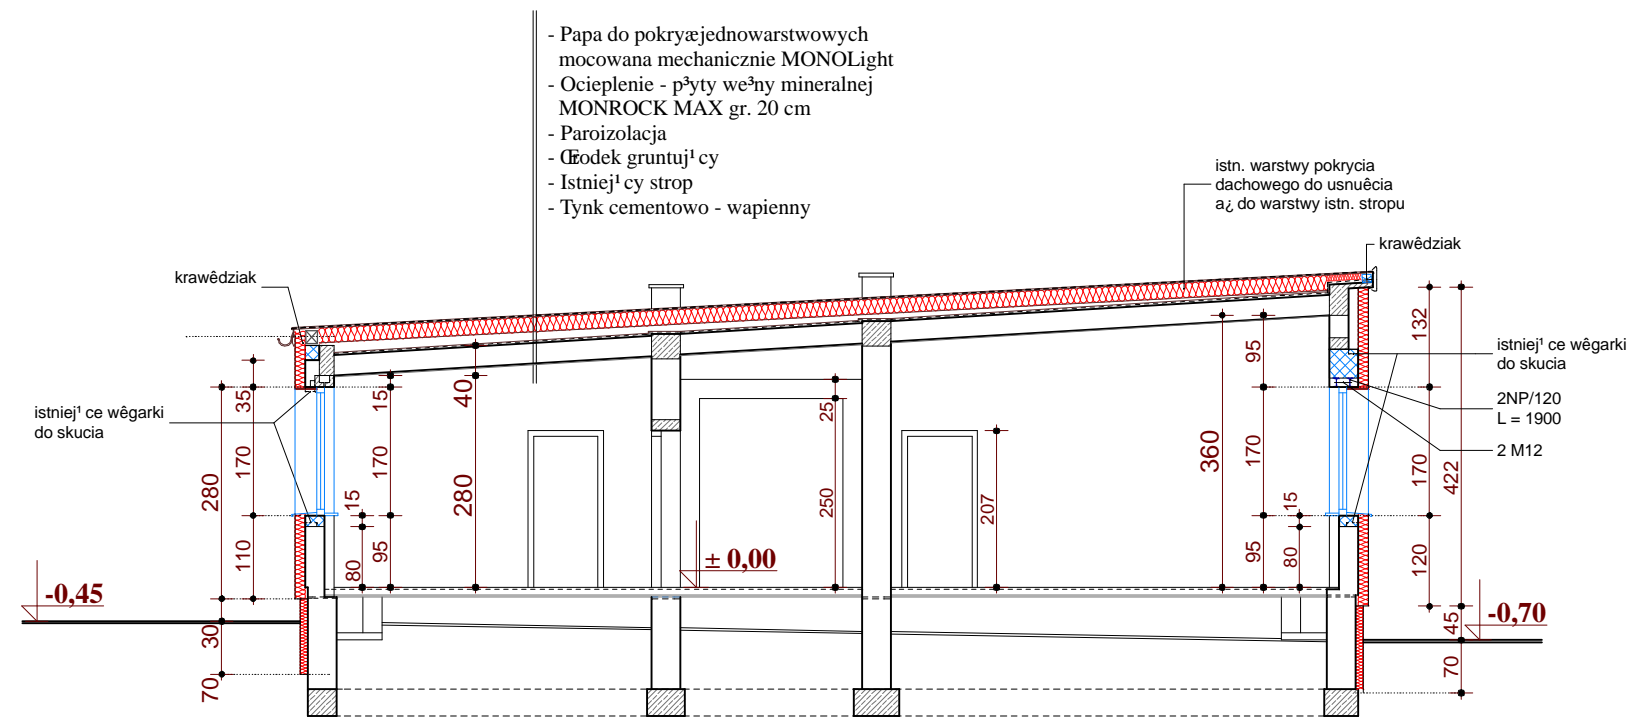 - Papa do pokryæjednowarstwowych
mocowana mechanicznie MONOLight
- Ocieplenie - p³yty we³ny mineralnej
MONROCK MAX gr. 20 cm
- Paroizolacja
- Œrodek gruntuj¹cy
- Istniej¹cy strop
- Tynk cementowo - wapienny
istn. warstwy pokrycia
dachowego do usnuêcia
a¿ do warstwy istn. stropu
krawêdziak
krawêdziak
istniej¹ce wêgarki
do skucia
istniej¹ce wêgarki
do skucia
2NP/120
L = 1900
2 M12
35
170
280
110
30
70
15
170
15
95
80
40
280
25
250
207
360
95
170
15
95
80
132
170
422
120
45
70
± 0,00
-0,45
-0,70